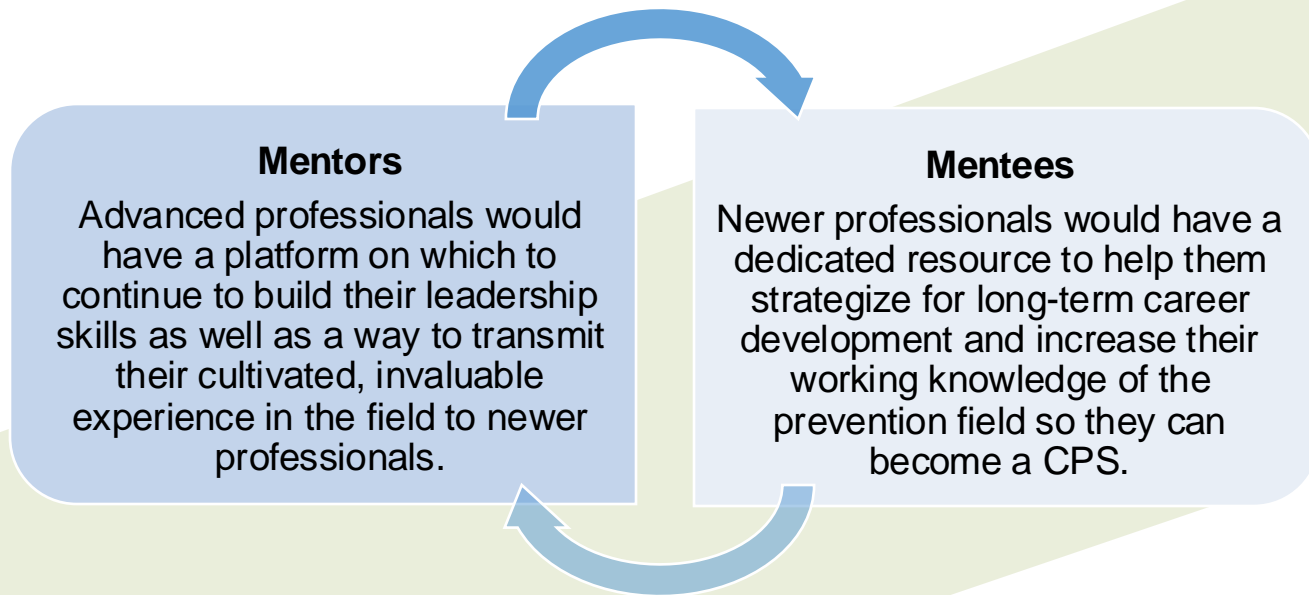 Mentors
Advanced professionals would
have a platform on which to
continue to build their leadership
skills as well as a way to transmit
their cultivated, invaluable
experience in the field to newer
professionals.
Mentees
Newer professionals would have a
dedicated resource to help them
strategize for long-term career
development and increase their
working knowledge of the
prevention field so they can
become a CPS.